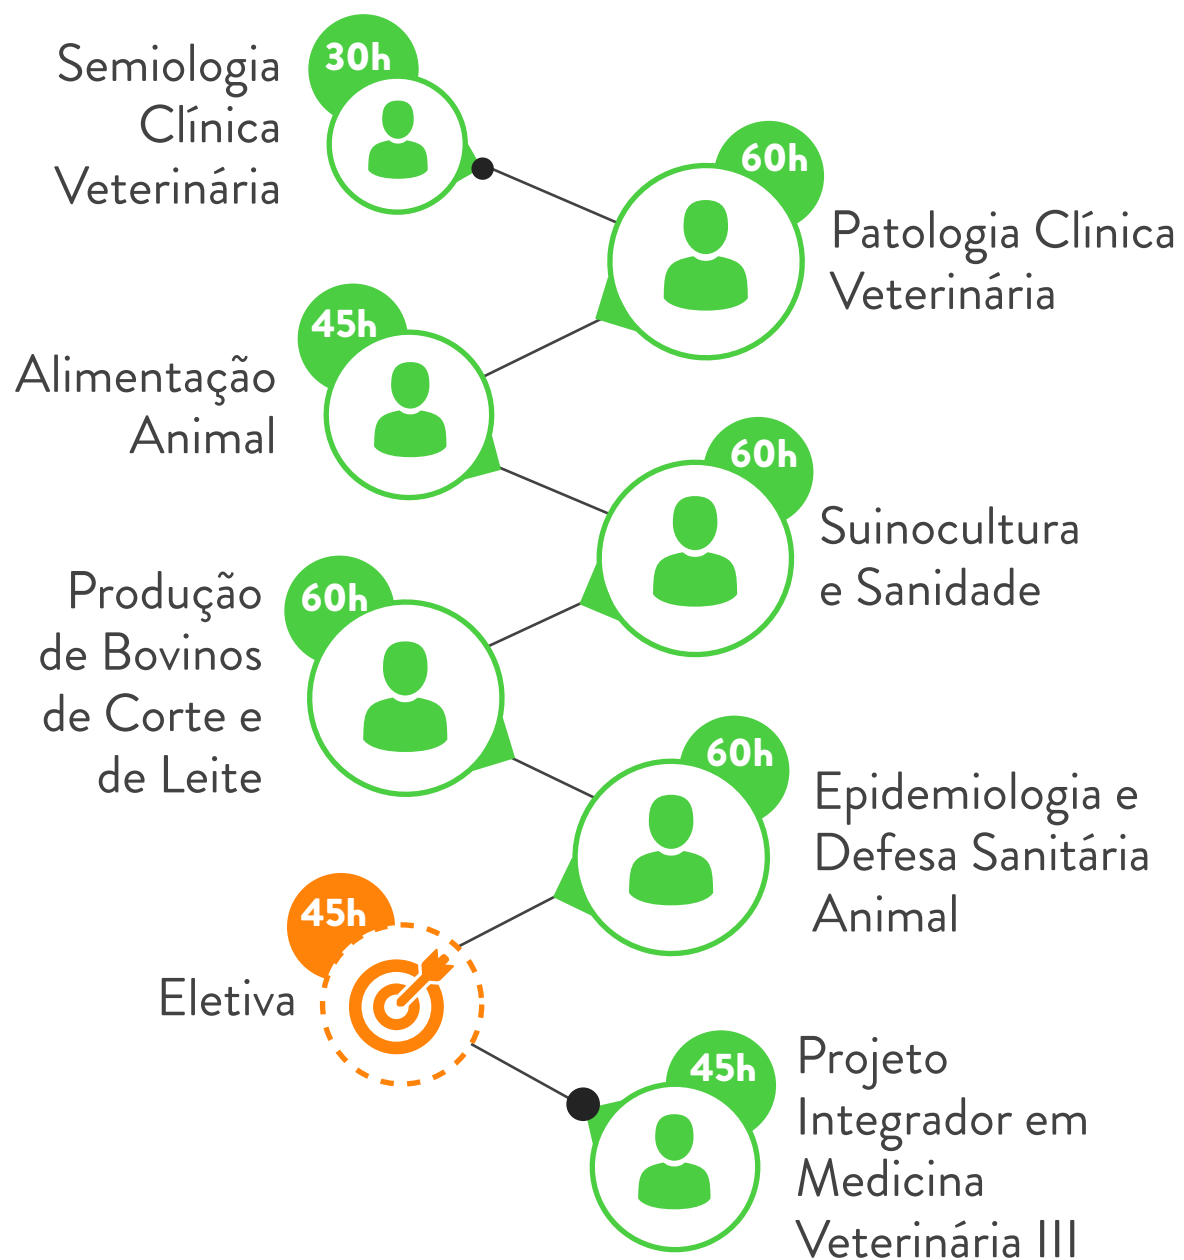 30h
Semiologia
Clínica
Veterinária
60h
Patologia Clínica
Veterinária
45h
Alimentação
Animal
60h
Suinocultura
e Sanidade
60h
Produção
de Bovinos
de Corte e
de Leite
60h
Epidemiologia e
Defesa Sanitária
Animal
45h
Eletiva
45h
Projeto
Integrador em
Medicina
Veterinária III